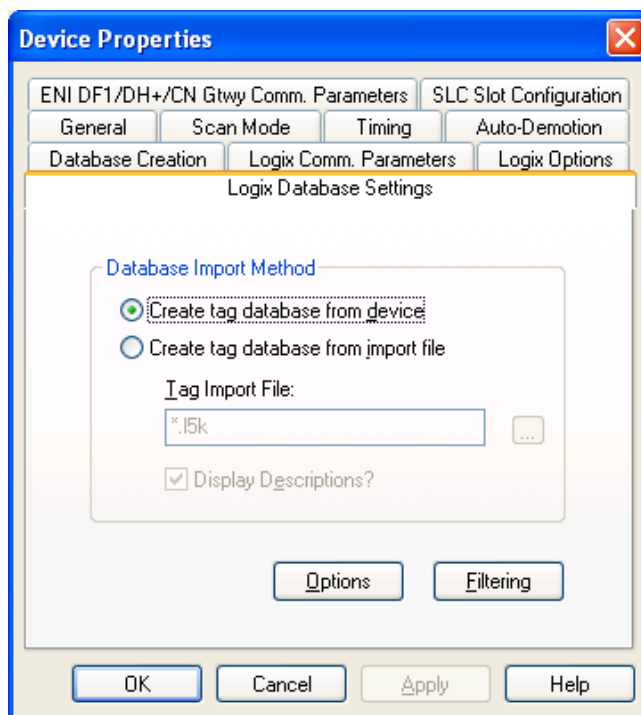 Device Properties
ENI DF1/DH+/CN Gtwy Comm. Parameters SLC Slot Configuration
General Scan Mode Timing Auto-Demotion
Database Creation Logix Comm. Parameters Logix Options
Logix Database Settings
Database Import Method
Create tag database from device
Create tag database from import file
Tag Import File:
*.l5k
...
Display Descriptions?
Options Filtering
OK Cancel Apply Help